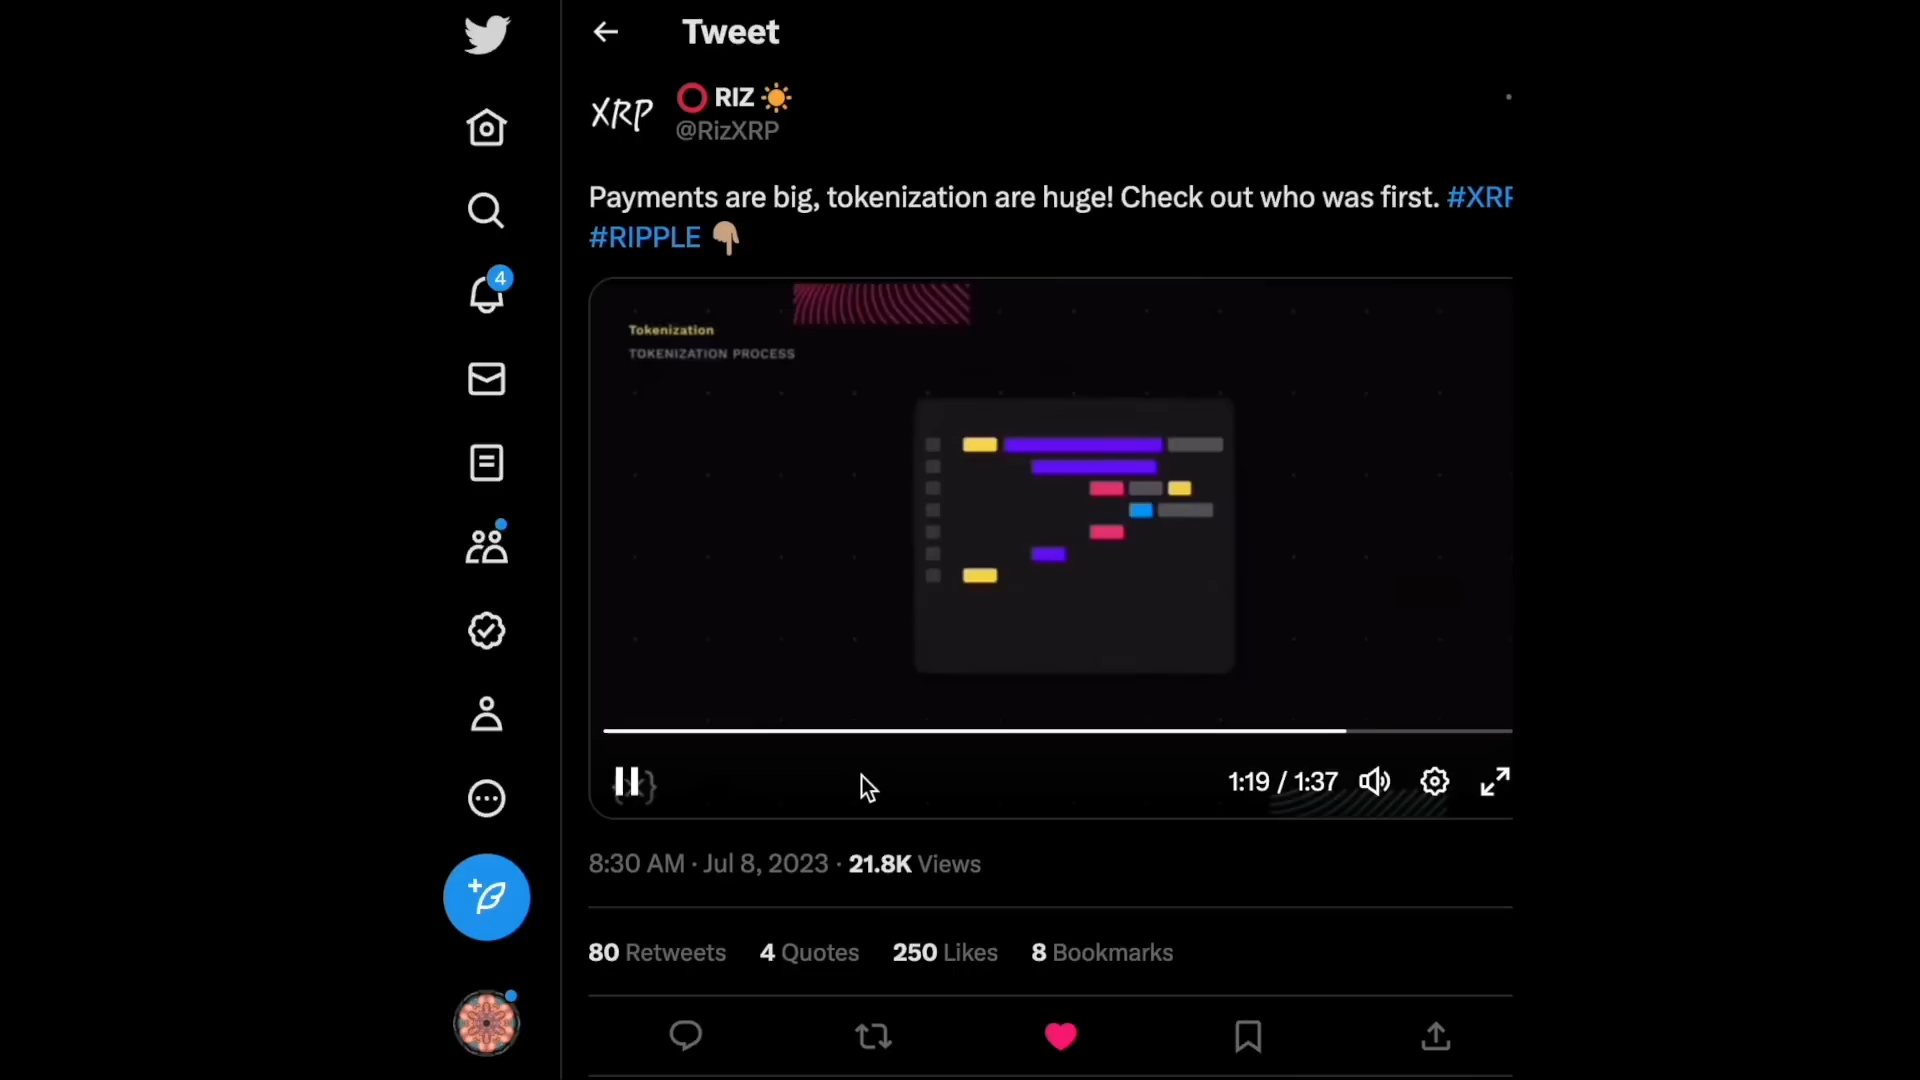 Tweet
XRP
RIZ
@RizXRP
Payments are big, tokenization are huge! Check out who was first. #XRP
#RIPPLE
4
Tokenization
TOKENIZATION PROCESS
1:19 / 1:37
8:30 AM · Jul 8, 2023 · 21.8K Views
80 Retweets 4 Quotes 250 Likes 8 Bookmarks